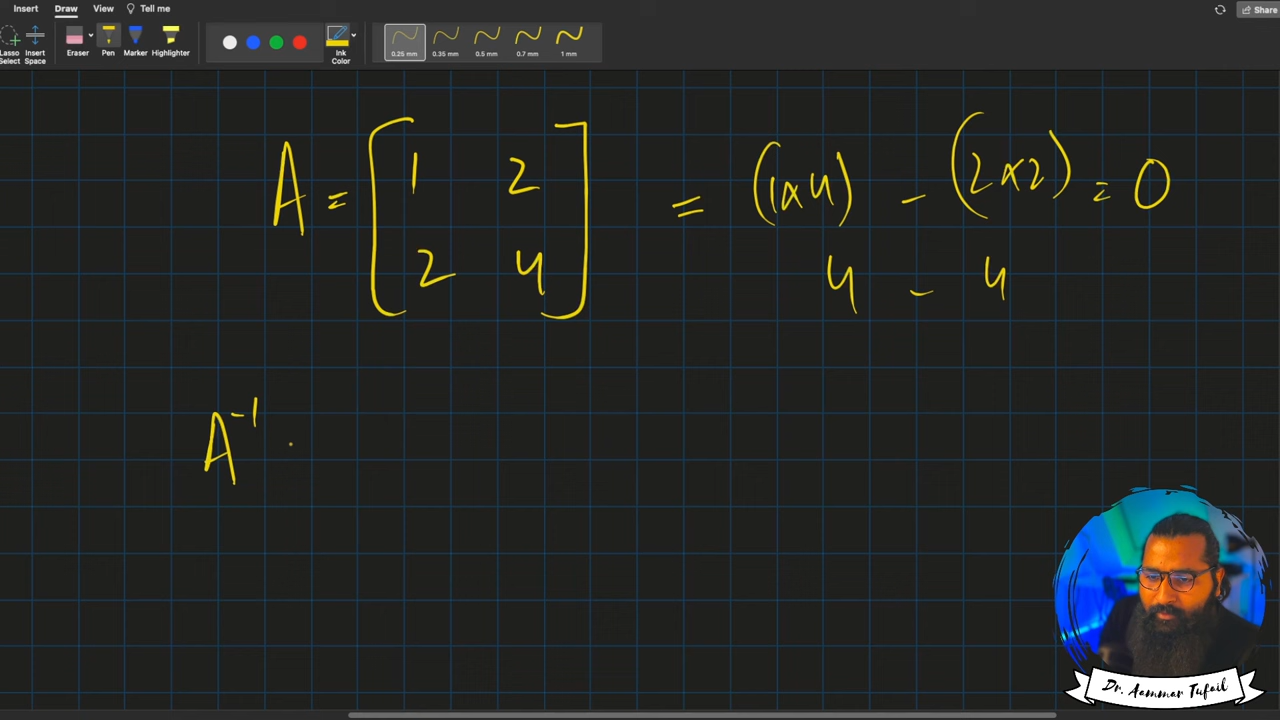 Insert Draw View Tell me
Share
Lasso Select Insert Space Eraser Pen Marker Highlighter Ink Color 0.25 mm 0.35 mm 0.5 mm 0.7 mm 1 mm
A = [ 1 2 = (1x4) - (2x2) = 0
2 4 ] 4 - 4
A⁻¹
Dr. Aammar Tufail